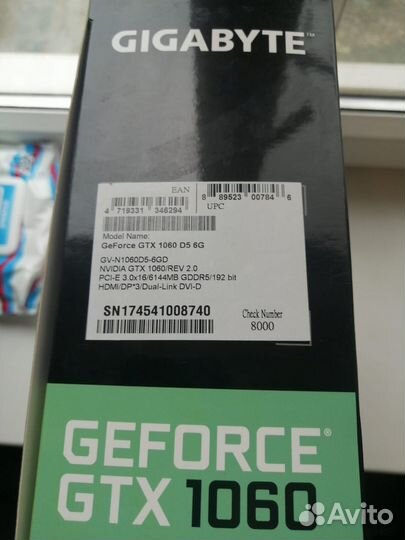 GIGABYTE™
EAN
4 719331 346294
8 89523 00784 6
UPC
Model Name:
GeForce GTX 1060 D5 6G
GV-N1060D5-6GD
NVIDIA GTX 1060/REV 2.0
PCI-E 3.0x16/6144MB GDDR5/192 bit
HDMI/DP*3/Dual-Link DVI-D
SN174541008740
Check Number
8000
GEFORCE®
GTX 1060
Avito